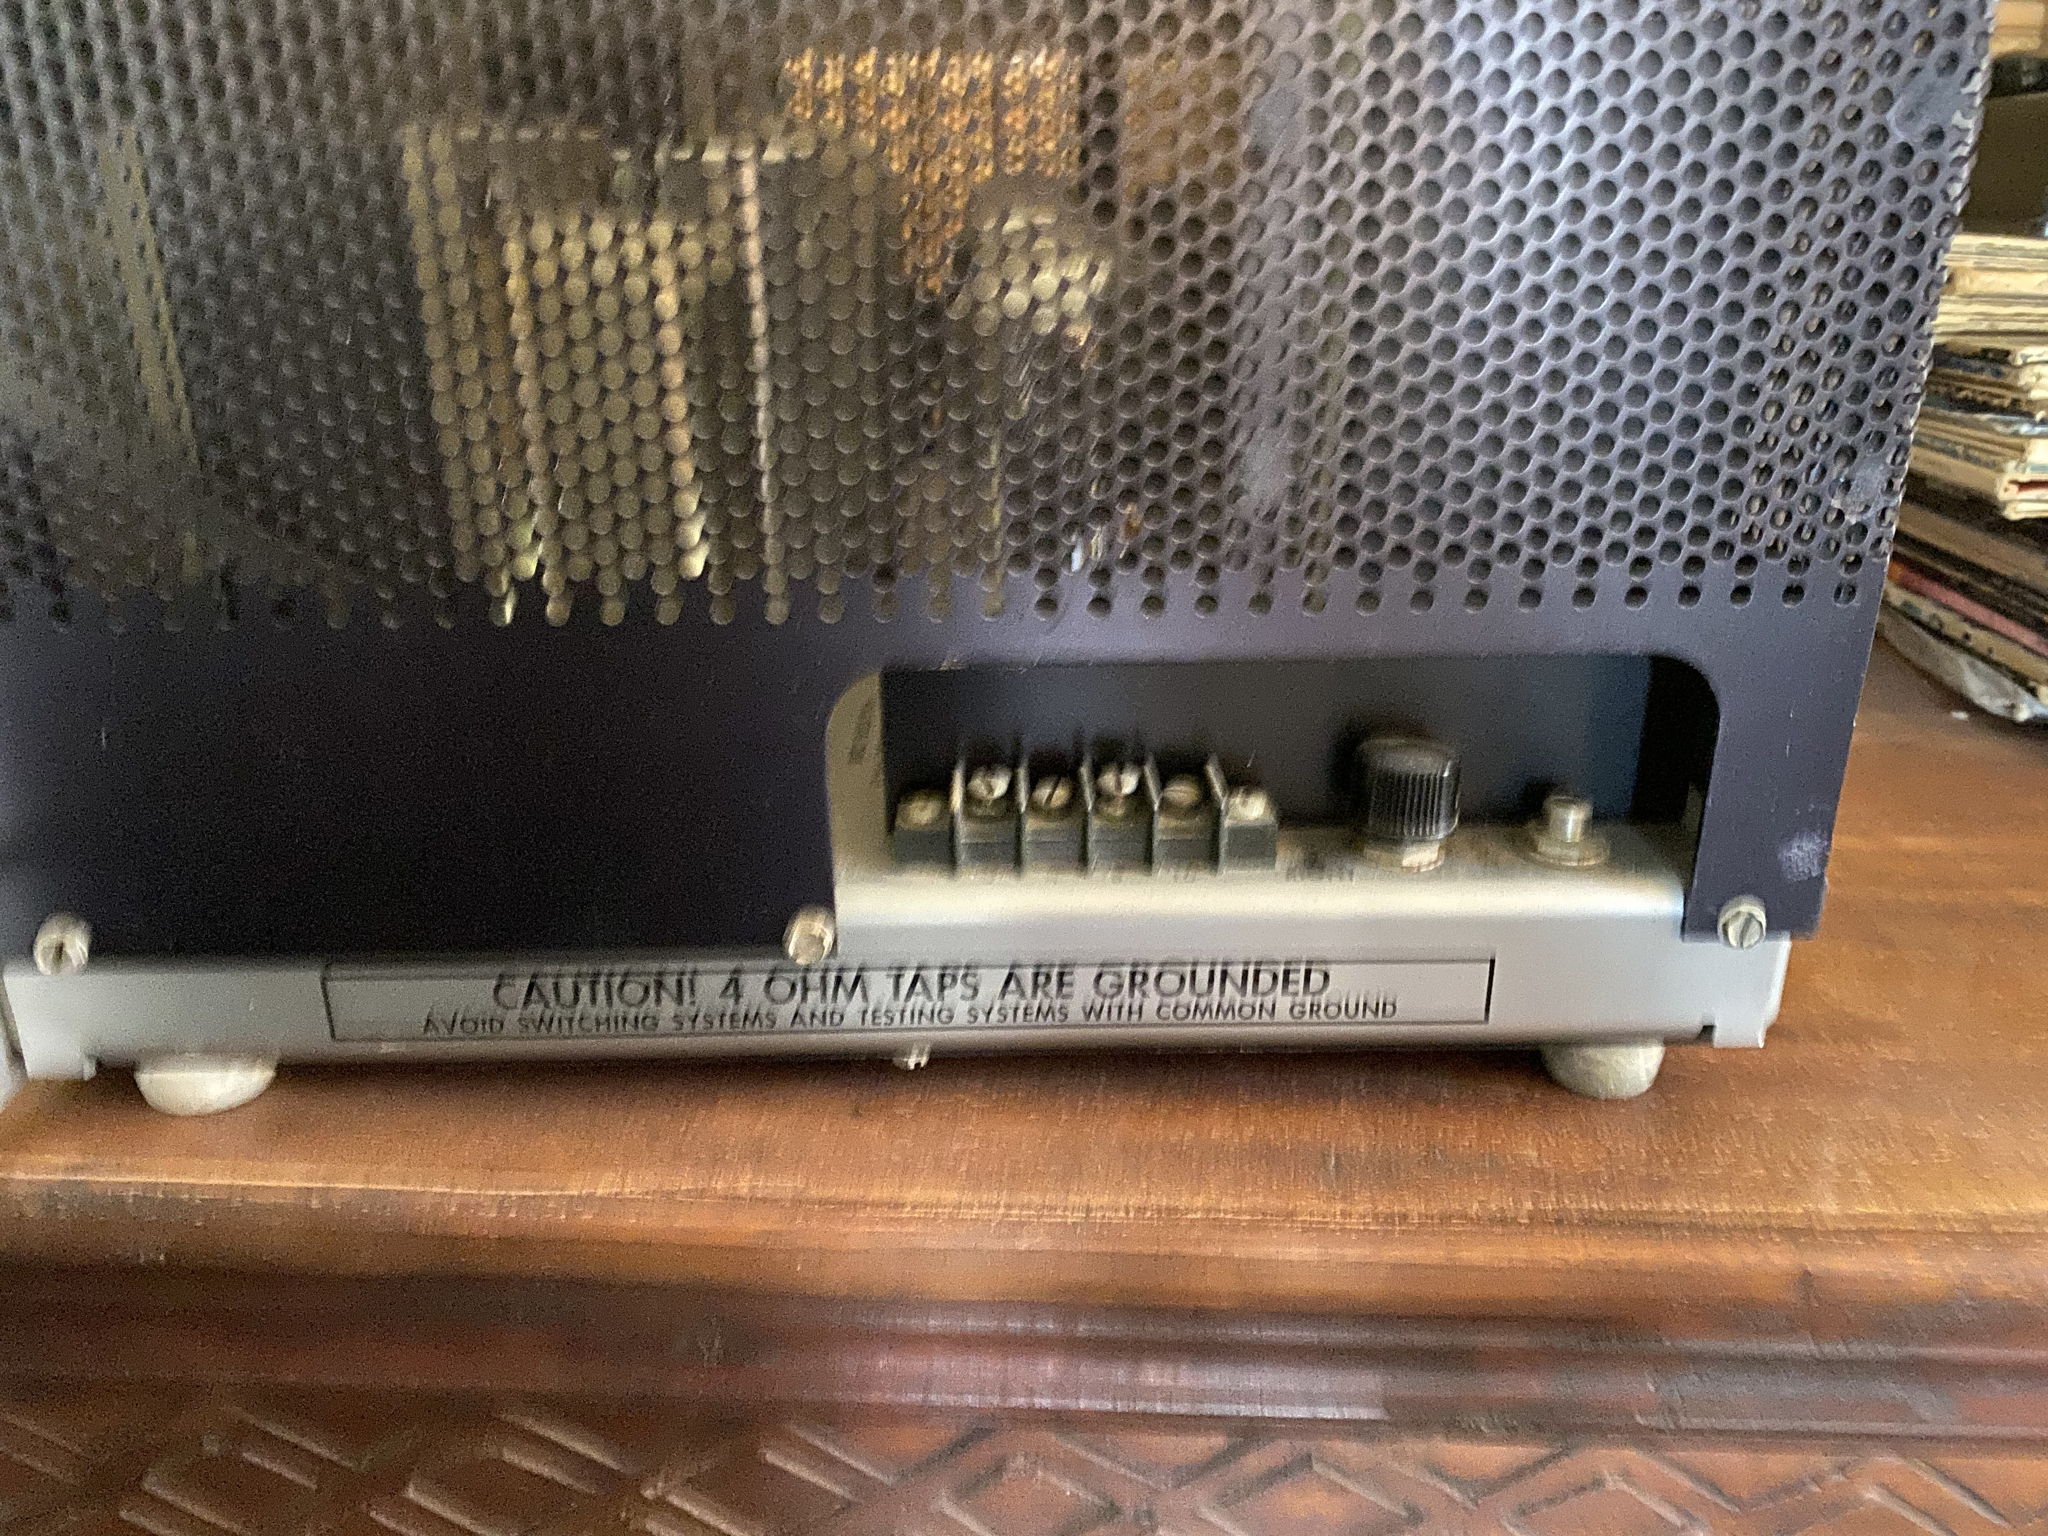 CAUTION! 4 OHM TAPS ARE GROUNDED
AVOID SWITCHING SYSTEMS AND TESTING SYSTEMS WITH COMMON GROUND